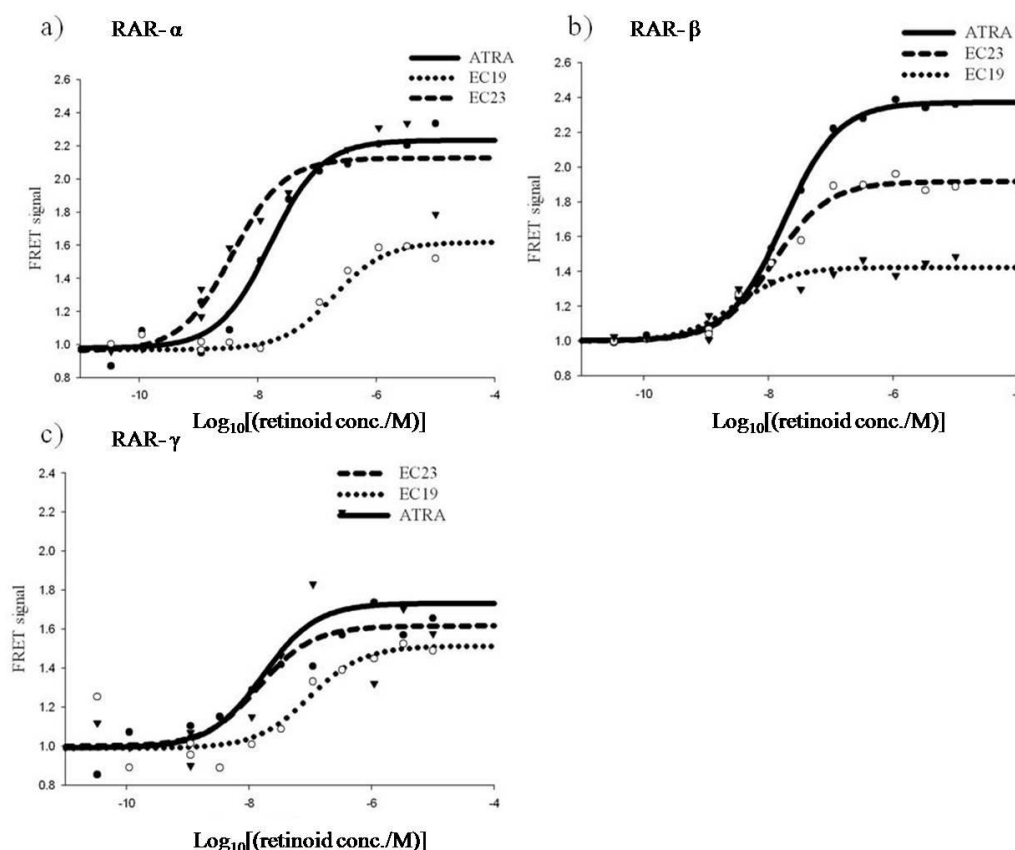 a) RAR- α
ATRA
EC19
EC23
2.6
2.4
2.2
2.0
1.8
1.6
1.4
1.2
1.0
0.8
FRET signal
-10 -8 -6 -4
Log10[(retinoid conc./M)]
b) RAR-β
ATRA
EC23
EC19
2.6
2.4
2.2
2.0
1.8
1.6
1.4
1.2
1.0
0.8
FRET signal
-10 -8 -6 -4
Log10[(retinoid conc./M)]
c) RAR- γ
EC23
EC19
ATRA
2.4
2.2
2.0
1.8
1.6
1.4
1.2
1.0
0.8
FRET signal
-10 -8 -6 -4
Log10[(retinoid conc./M)]